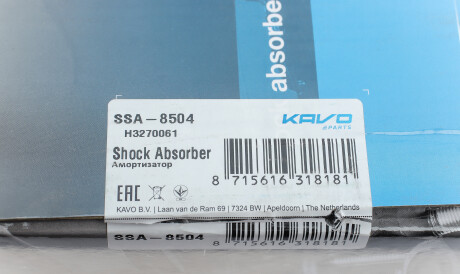 absorbe
SSA-8504
H3270061
KAVO
PARTS
Shock Absorber
Амортизатор
8 715616 318181
EAC
KAVO B.V. | Laan van de Ram 69 | 7324 BW | Apeldoorn | The Netherlands
SSA-8504
8 715616 318181